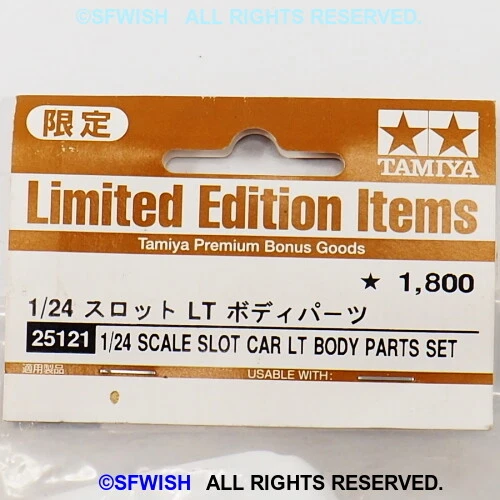 ©SFWISH ALL RIGHTS RESERVED.
限定
TAMIYA
Limited Edition Items
Tamiya Premium Bonus Goods
★ 1,800
1/24 スロット LT ボディパーツ
25121 1/24 SCALE SLOT CAR LT BODY PARTS SET
適用製品 USABLE WITH:
©SFWISH ALL RIGHTS RESERVED.